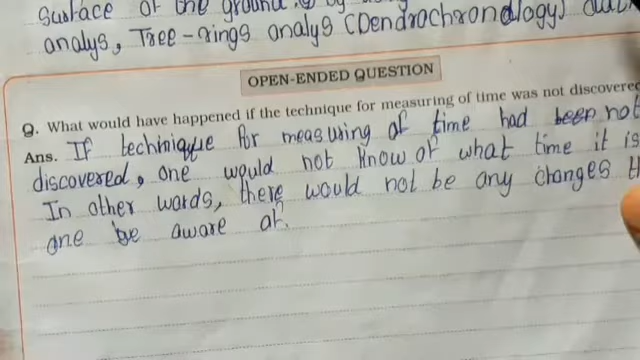 surface of the ground
analys, Tree-rings analys (Dendrochronology)
OPEN-ENDED QUESTION
Q. What would have happened if the technique for measuring of time was not discovered
Ans. If technique for measuring of time had been not
discovered, one would not know of what time it is
In other words, there would not be any changes
one be aware of.